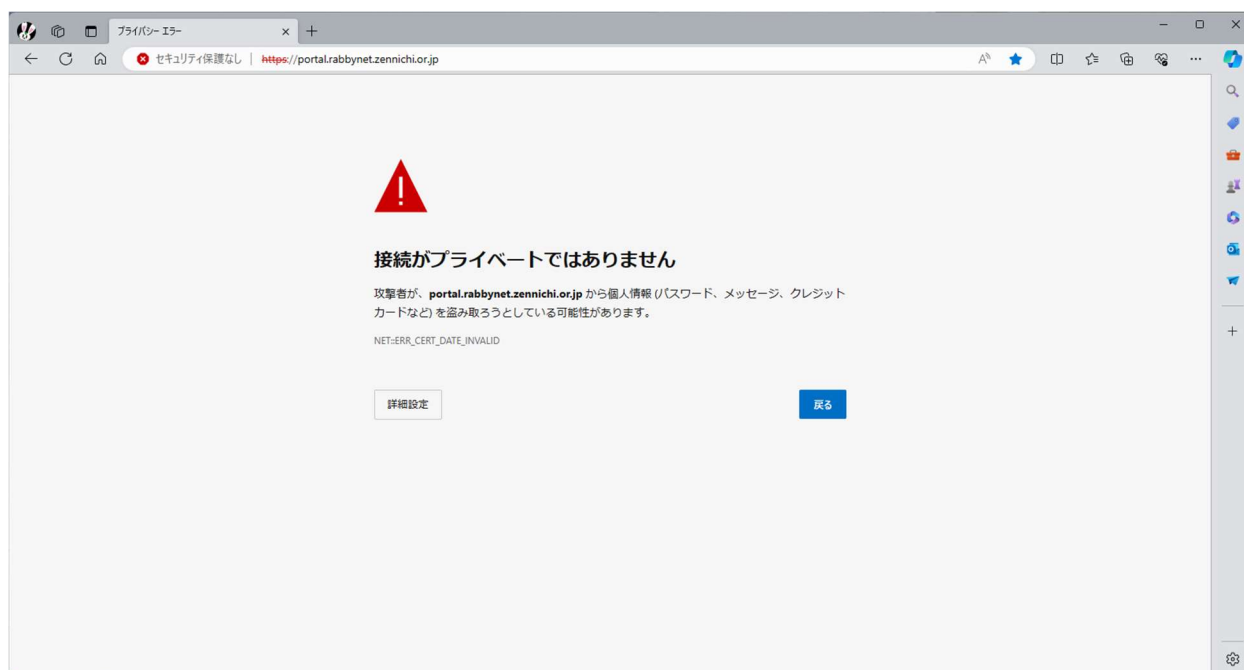 プライバシー エラー
セキュリティ保護なし | https://portal.rabbynet.zennichi.or.jp
接続がプライベートではありません
攻撃者が、portal.rabbynet.zennichi.or.jp から個人情報 (パスワード、メッセージ、クレジット
カードなど) を盗み取ろうとしている可能性があります。
NET::ERR_CERT_DATE_INVALID
詳細設定
戻る